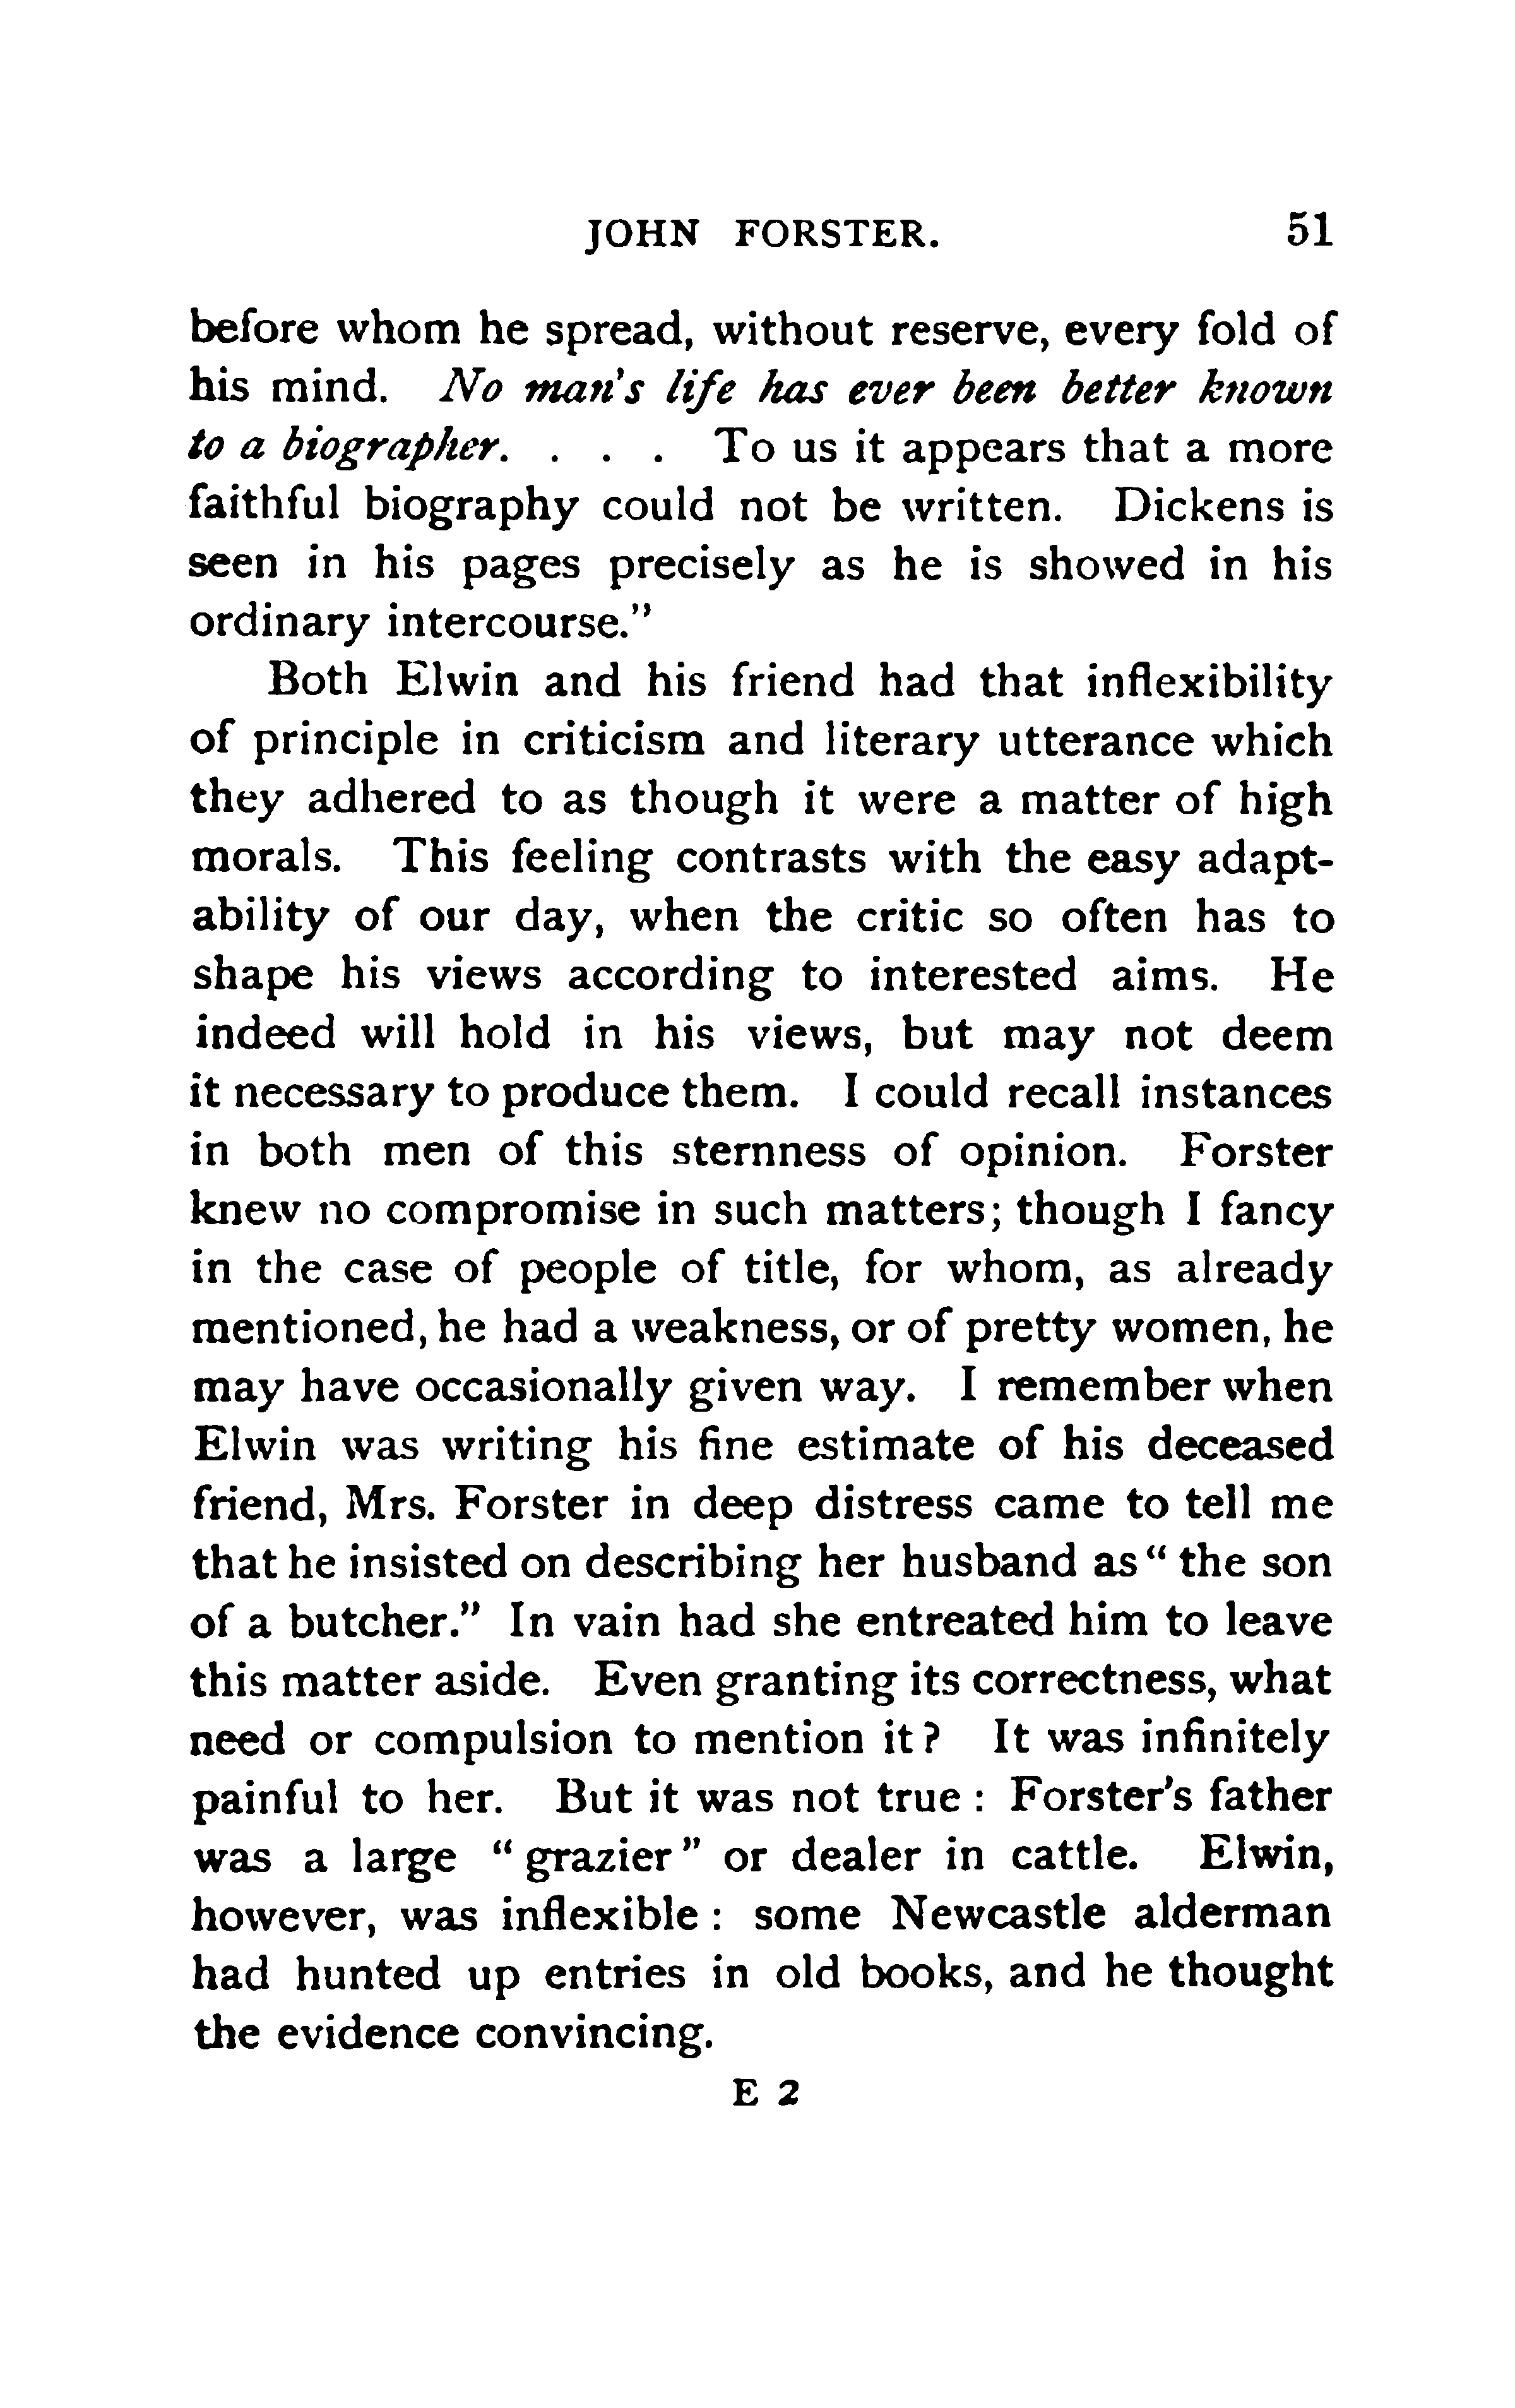 JOHN FORSTER. 51
before whom he spread, without reserve, every fold of
his mind. No man's life has ever been better known
to a biographer. . . . To us it appears that a more
faithful biography could not be written. Dickens is
seen in his pages precisely as he is showed in his
ordinary intercourse."
Both Elwin and his friend had that inflexibility
of principle in criticism and literary utterance which
they adhered to as though it were a matter of high
morals. This feeling contrasts with the easy adapt-
ability of our day, when the critic so often has to
shape his views according to interested aims. He
indeed will hold in his views, but may not deem
it necessary to produce them. I could recall instances
in both men of this sternness of opinion. Forster
knew no compromise in such matters; though I fancy
in the case of people of title, for whom, as already
mentioned, he had a weakness, or of pretty women, he
may have occasionally given way. I remember when
Elwin was writing his fine estimate of his deceased
friend, Mrs. Forster in deep distress came to tell me
that he insisted on describing her husband as "the son
of a butcher." In vain had she entreated him to leave
this matter aside. Even granting its correctness, what
need or compulsion to mention it? It was infinitely
painful to her. But it was not true: Forster's father
was a large "grazier" or dealer in cattle. Elwin,
however, was inflexible: some Newcastle alderman
had hunted up entries in old books, and he thought
the evidence convincing.
E 2